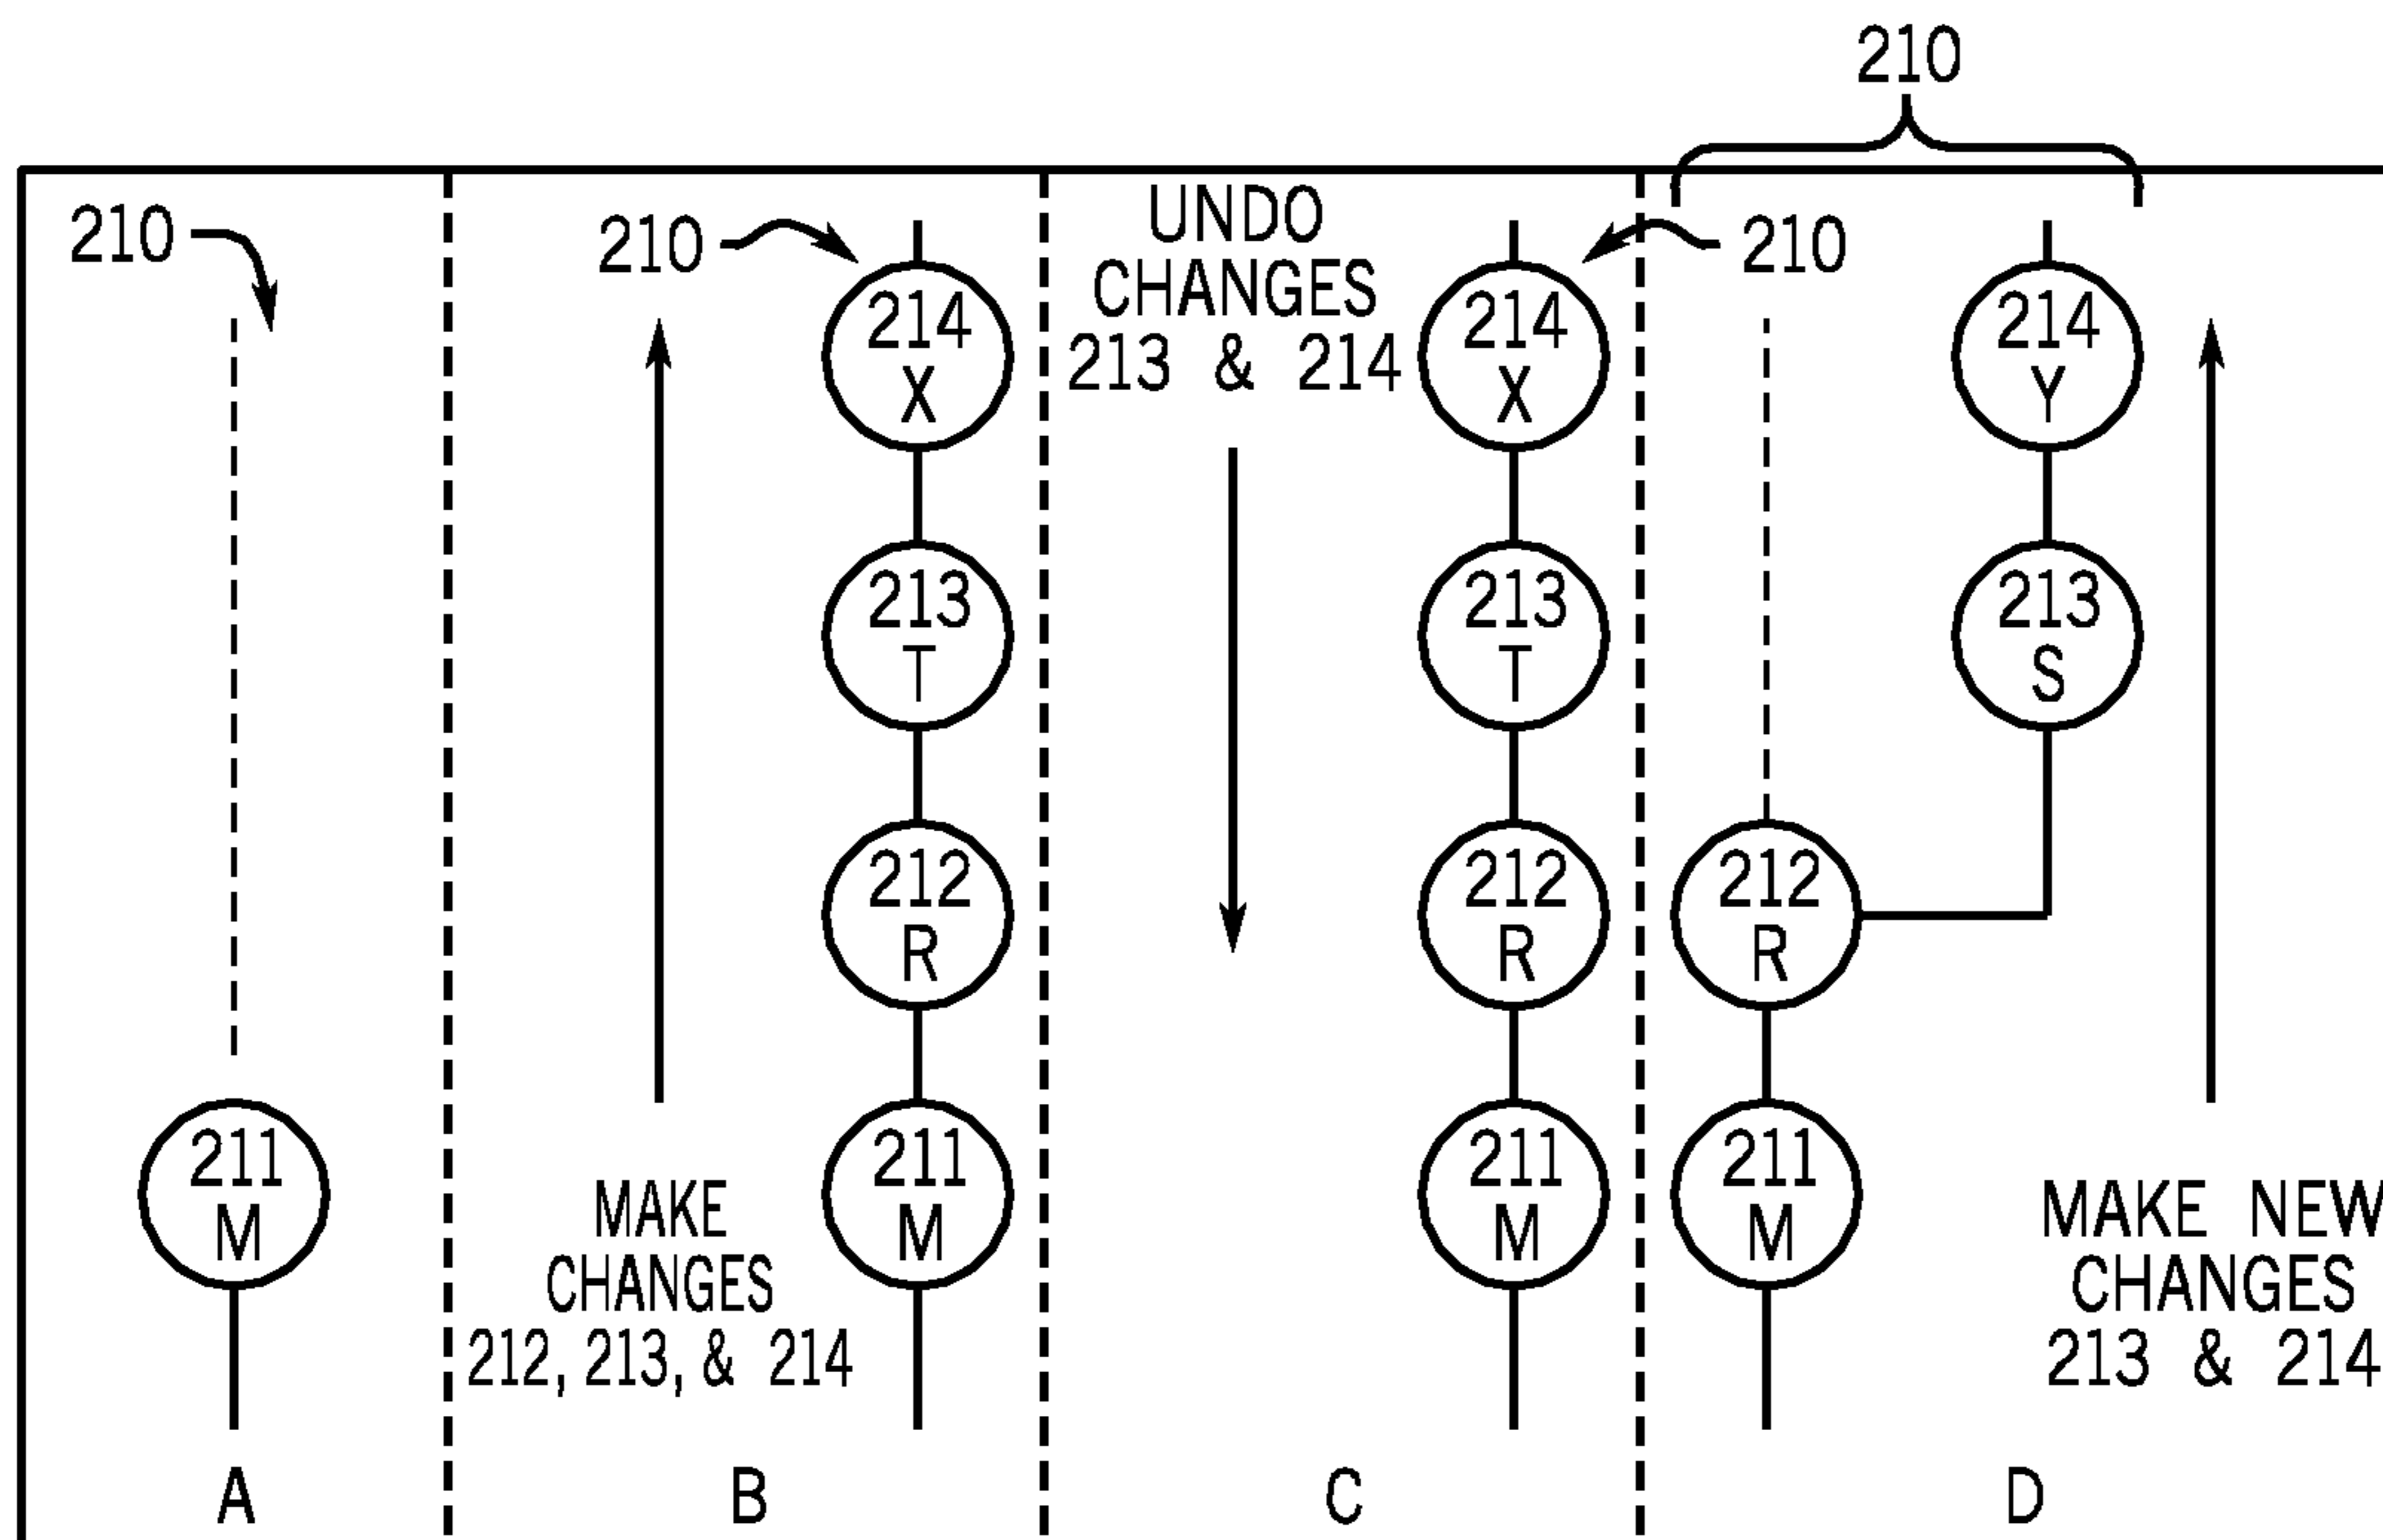 210
210
211
M
A
210
214
X
213
T
212
R
211
M
MAKE
CHANGES
212, 213, & 214
B
UNDO
CHANGES
213 & 214
210
214
X
213
T
212
R
211
M
C
214
Y
213
S
212
R
211
M
MAKE NEW
CHANGES
213 & 214
D